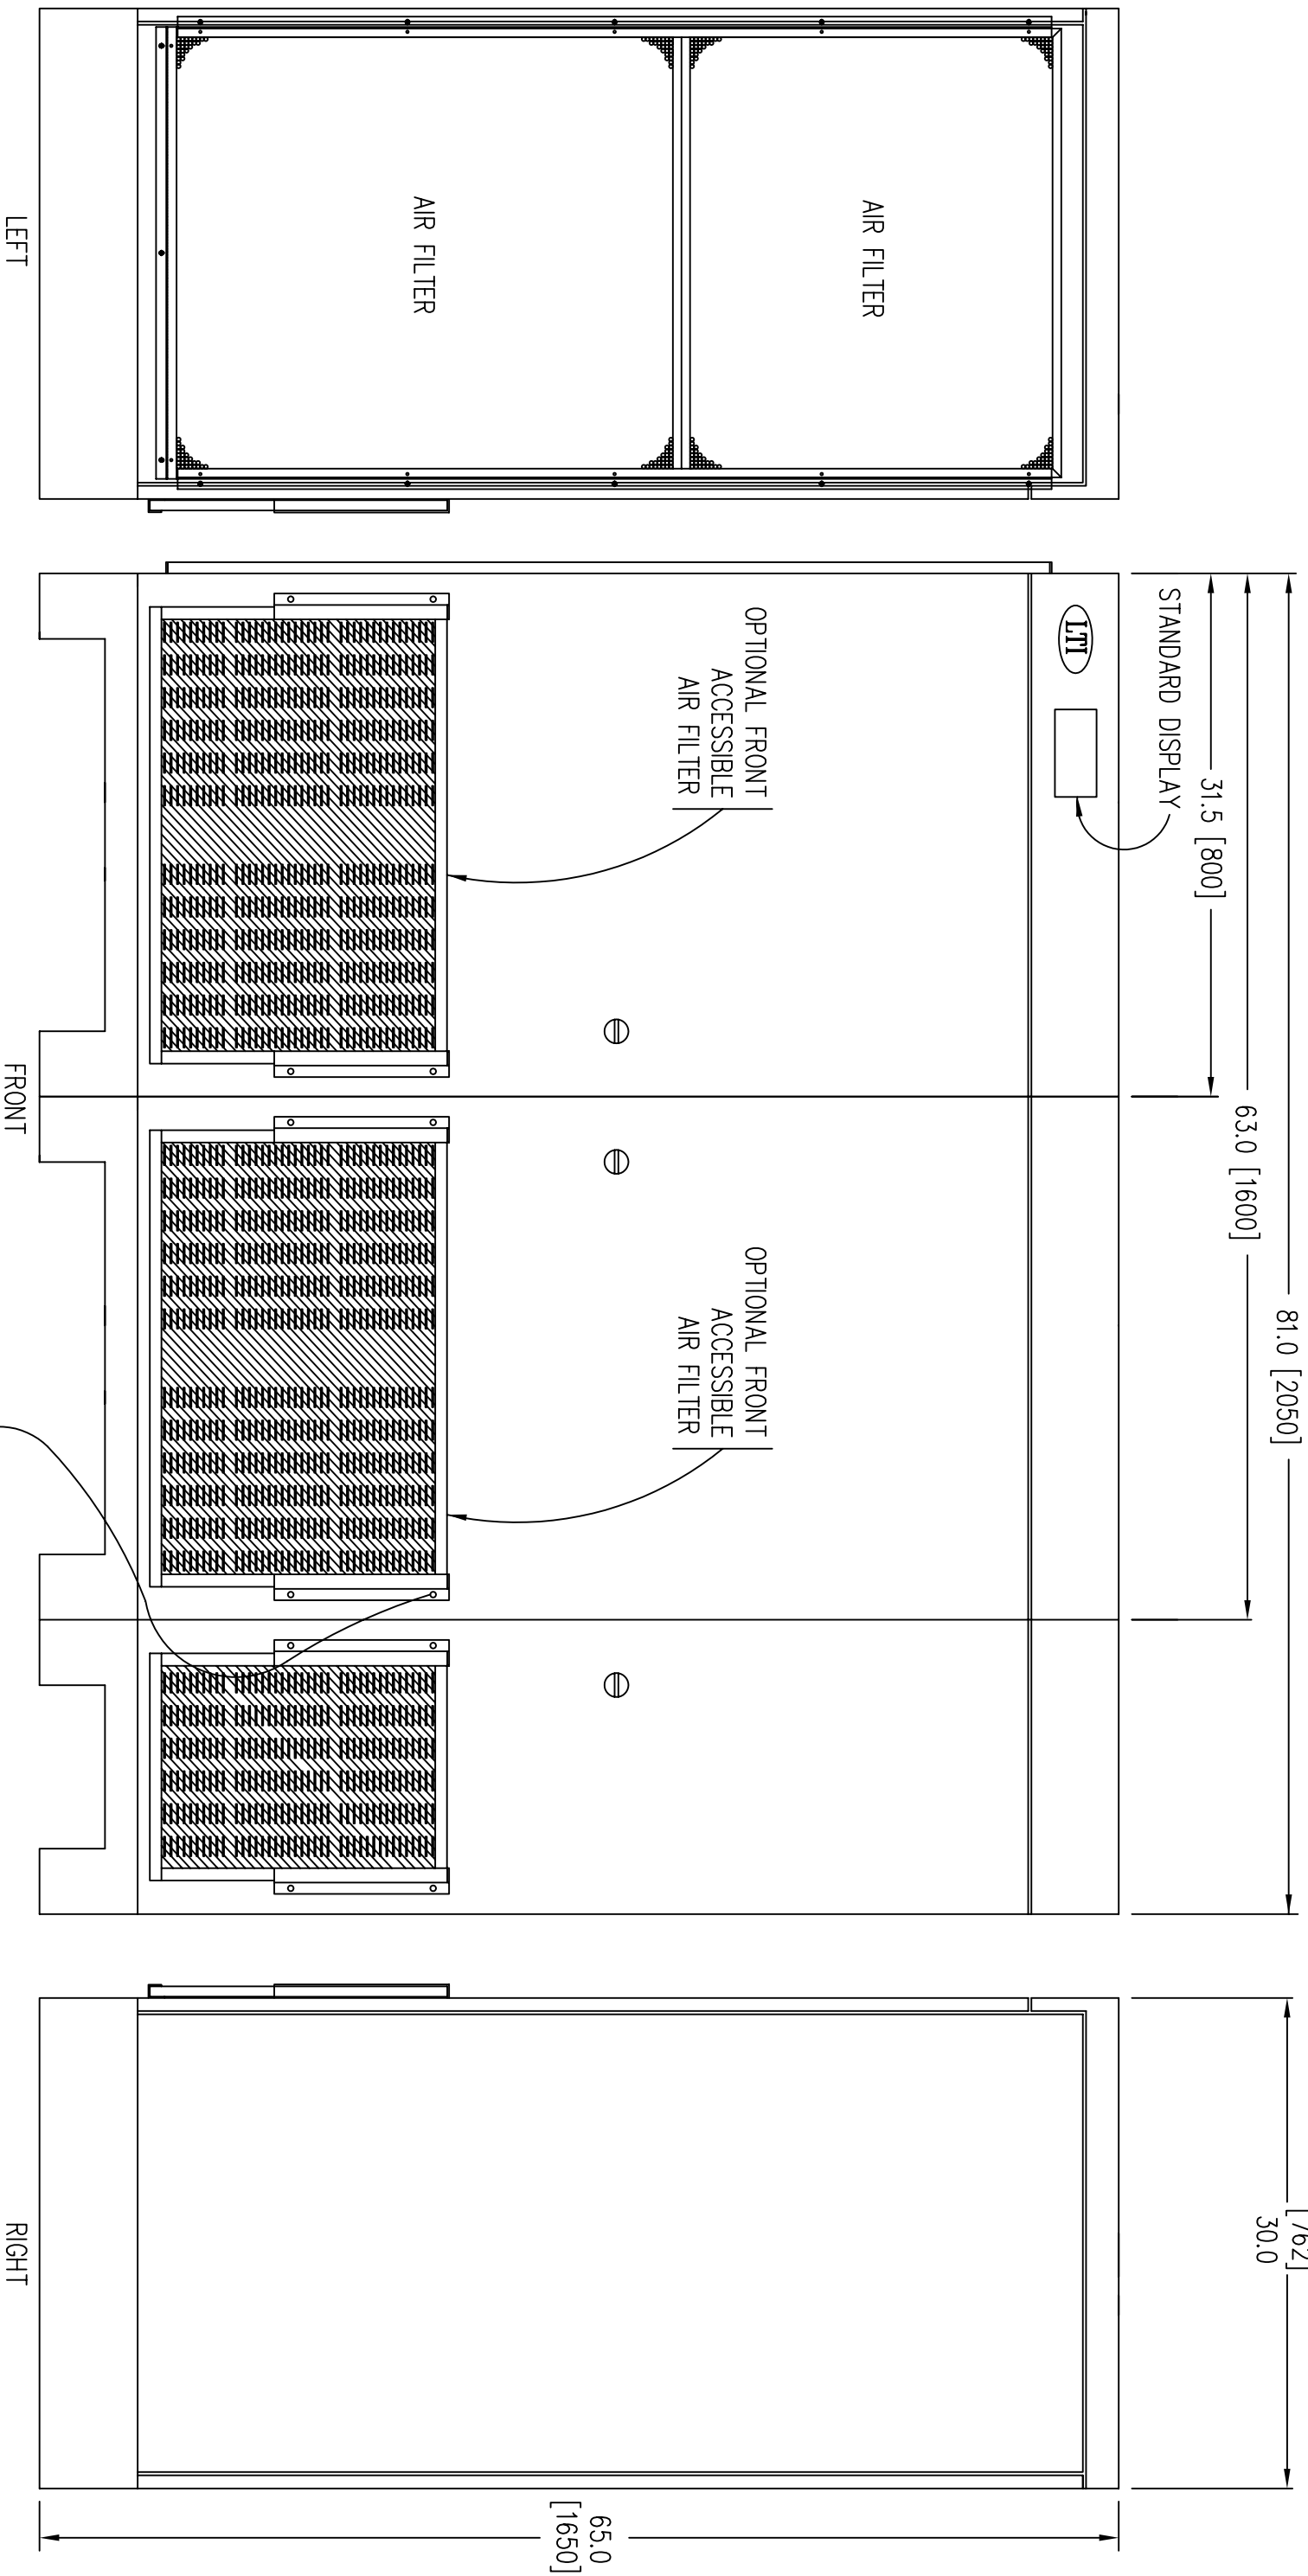 81.0 [2050]
63.0 [1600]
31.5 [800]
STANDARD DISPLAY
LTI
[762]
30.0
AIR FILTER
AIR FILTER
OPTIONAL FRONT
ACCESSIBLE
AIR FILTER
OPTIONAL FRONT
ACCESSIBLE
AIR FILTER
65.0
[1650]
LEFT
FRONT
RIGHT